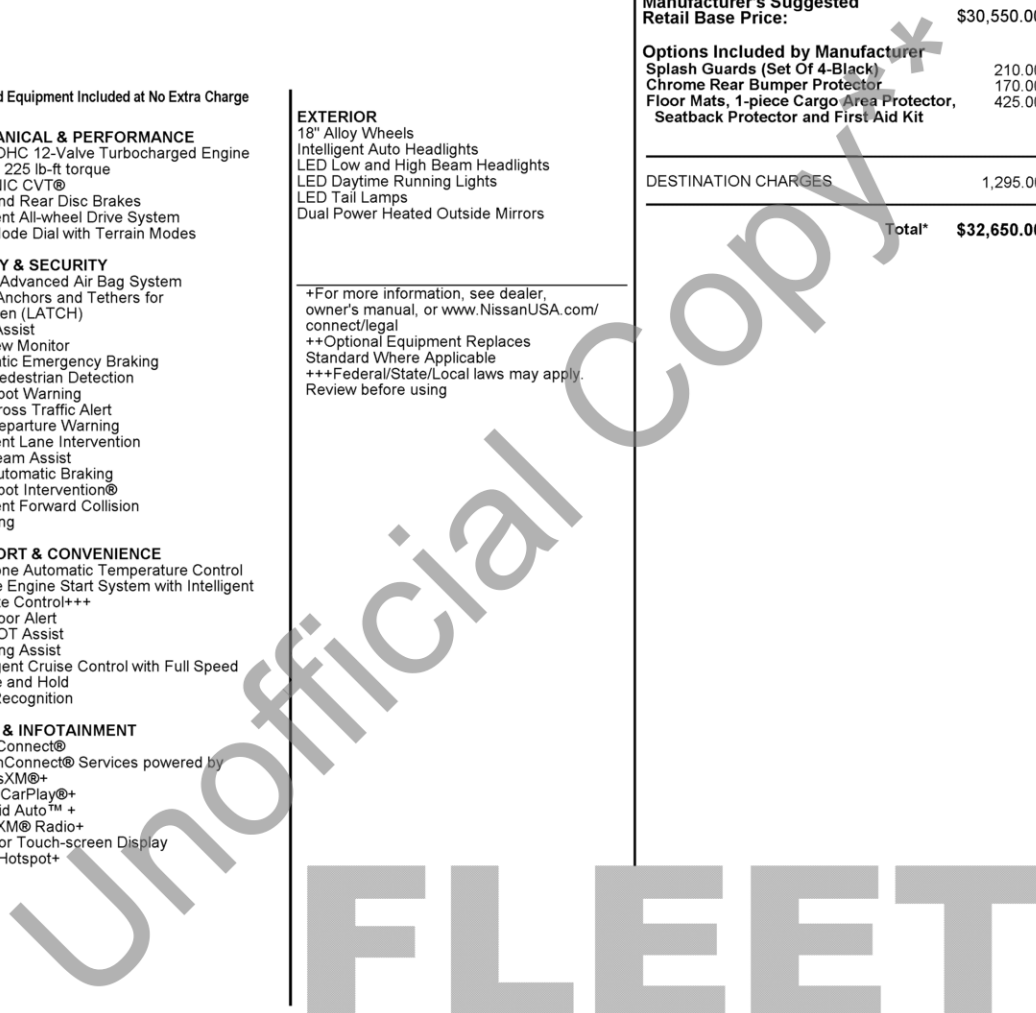 d Equipment Included at No Extra Charge
ANICAL & PERFORMANCE
OHC 12-Valve Turbocharged Engine
225 lb-ft torque
NIC CVT®
nd Rear Disc Brakes
ent All-wheel Drive System
Mode Dial with Terrain Modes
Y & SECURITY
Advanced Air Bag System
Anchors and Tethers for
en (LATCH)
Assist
ew Monitor
tic Emergency Braking
edestrian Detection
pot Warning
ross Traffic Alert
eparture Warning
ent Lane Intervention
eam Assist
utomatic Braking
pot Intervention®
ent Forward Collision
ng
ORT & CONVENIENCE
one Automatic Temperature Control
e Engine Start System with Intelligent
te Control+++
oor Alert
OT Assist
ng Assist
gent Cruise Control with Full Speed
e and Hold
Recognition
& INFOTAINMENT
Connect®
nConnect® Services powered by
sXM®+
CarPlay®+
id Auto™ +
XM® Radio+
or Touch-screen Display
Hotspot+
EXTERIOR
18" Alloy Wheels
Intelligent Auto Headlights
LED Low and High Beam Headlights
LED Daytime Running Lights
LED Tail Lamps
Dual Power Heated Outside Mirrors
+For more information, see dealer,
owner's manual, or www.NissanUSA.com/
connect/legal
++Optional Equipment Replaces
Standard Where Applicable
+++Federal/State/Local laws may apply.
Review before using
Manufacturer's Suggested
Retail Base Price: $30,550.00
Options Included by Manufacturer
Splash Guards (Set Of 4-Black) 210.00
Chrome Rear Bumper Protector 170.00
Floor Mats, 1-piece Cargo Area Protector, 425.00
Seatback Protector and First Aid Kit
DESTINATION CHARGES 1,295.00
Total* $32,650.00
Unofficial Copy**
FLEET